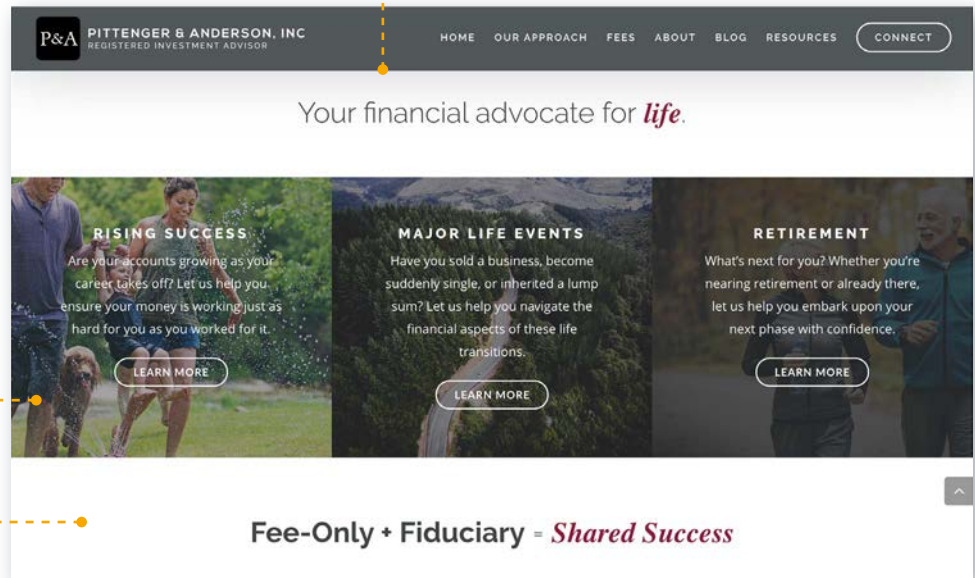 P&A PITTENGER & ANDERSON, INC
REGISTERED INVESTMENT ADVISOR
HOME OUR APPROACH FEES ABOUT BLOG RESOURCES CONNECT
Your financial advocate for life.
RISING SUCCESS
Are your accounts growing as your
career takes off? Let us help you
ensure your money is working just as
hard for you as you worked for it.
LEARN MORE
MAJOR LIFE EVENTS
Have you sold a business, become
suddenly single, or inherited a lump
sum? Let us help you navigate the
financial aspects of these life
transitions.
LEARN MORE
RETIREMENT
What's next for you? Whether you're
nearing retirement or already there,
let us help you embark upon your
next phase with confidence.
LEARN MORE
Fee-Only + Fiduciary = Shared Success